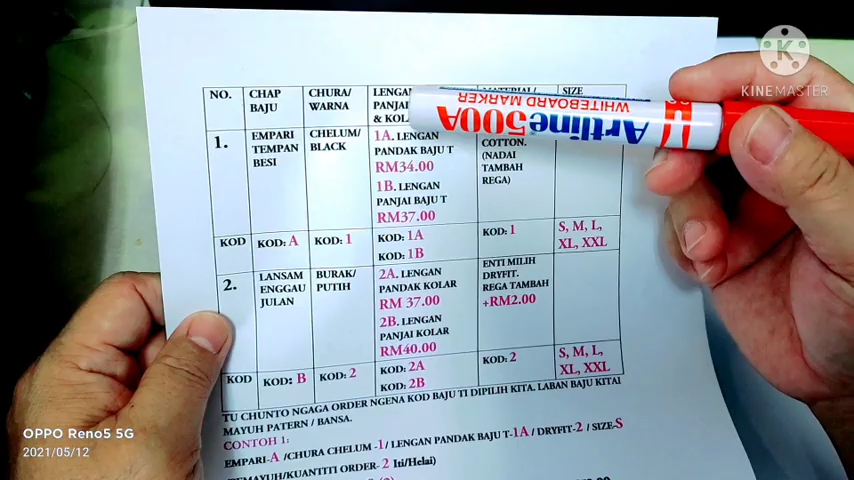 KINEMASTER
NO.
CHAP BAJU
CHURA/ WARNA
& 
SIZE
Artline 500A
WHITEBOARD MARKER
1.
EMPARI
TEMPAN
BESI
CHELUM/
BLACK
1A. LENGAN
PANDAK BAJU T
RM34.00
1B. LENGAN
PANJAI BAJU T
RM37.00
COTTON.
(NADAI
TAMBAH
REGA)
KOD
KOD: A
KOD: 1
KOD: 1A
KOD: 1B
KOD: 1
S, M, L,
XL, XXL
2.
LANSAM
ENGGAU
JULAN
BURAK/
PUTIH
2A. LENGAN
PANDAK KOLAR
RM 37.00
2B. LENGAN
PANJAI KOLAR
RM40.00
ENTI MILIH
DRYFIT.
REGA TAMBAH
+RM2.00
KOD
KOD: B
KOD: 2
KOD: 2A
KOD: 2B
KOD: 2
S, M, L,
XL, XXL
TU CHUNTO NGAGA ORDER NGENA KOD BAJU TI DIPILIH KITA. LABAN BAJU KITAI
MAYUH PATERN / BANSA.
CONTOH 1:
EMPARI-A /CHURA CHELUM -1/ LENGAN PANDAK BAJU T-1A / DRYFIT-2 / SIZE-S
ORDER- 2 Iti/Helai)
OPPO Reno5 5G
2021/05/12